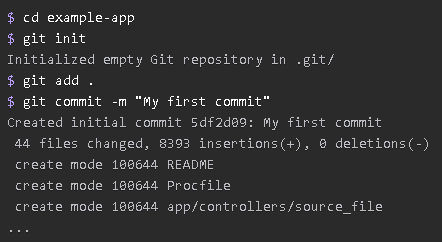 $ cd example-app
$ git init
Initialized empty Git repository in .git/
$ git add .
$ git commit -m "My first commit"
Created initial commit 5df2d09: My first commit
 44 files changed, 8393 insertions(+), 0 deletions(-)
 create mode 100644 README
 create mode 100644 Procfile
 create mode 100644 app/controllers/source_file
...